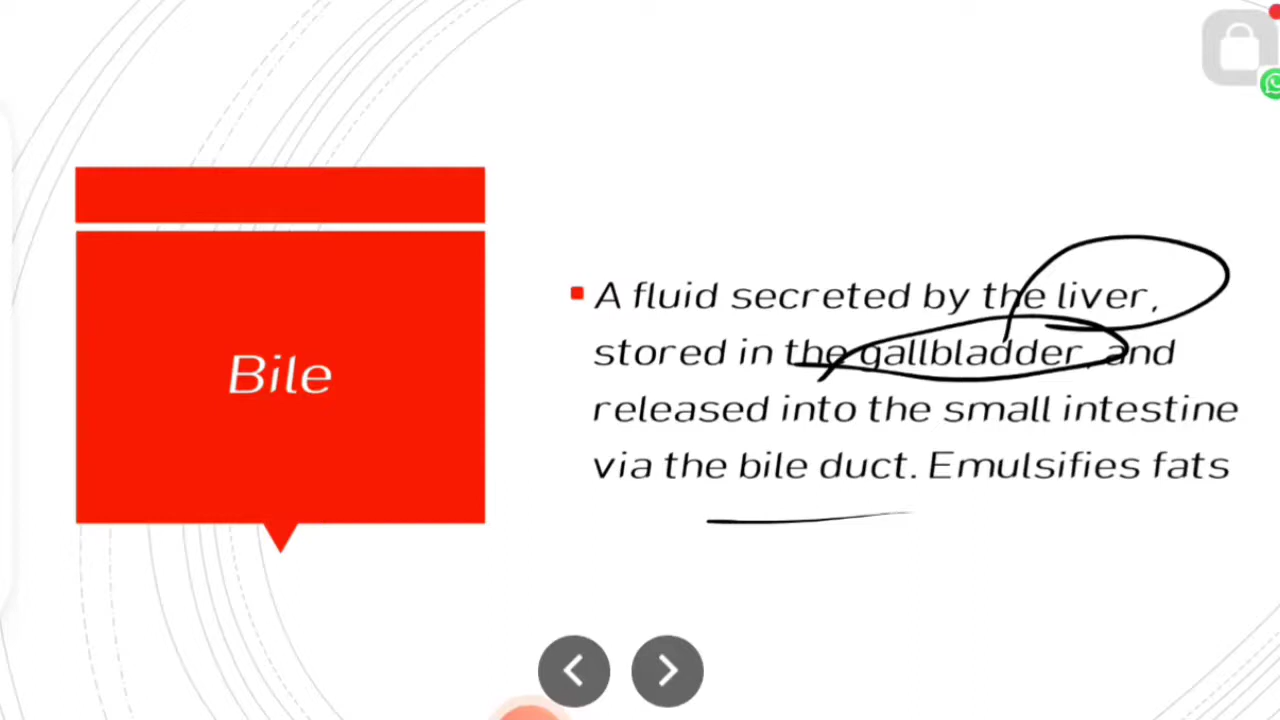 Bile
A fluid secreted by the liver,
stored in the gallbladder, and
released into the small intestine
via the bile duct. Emulsifies fats